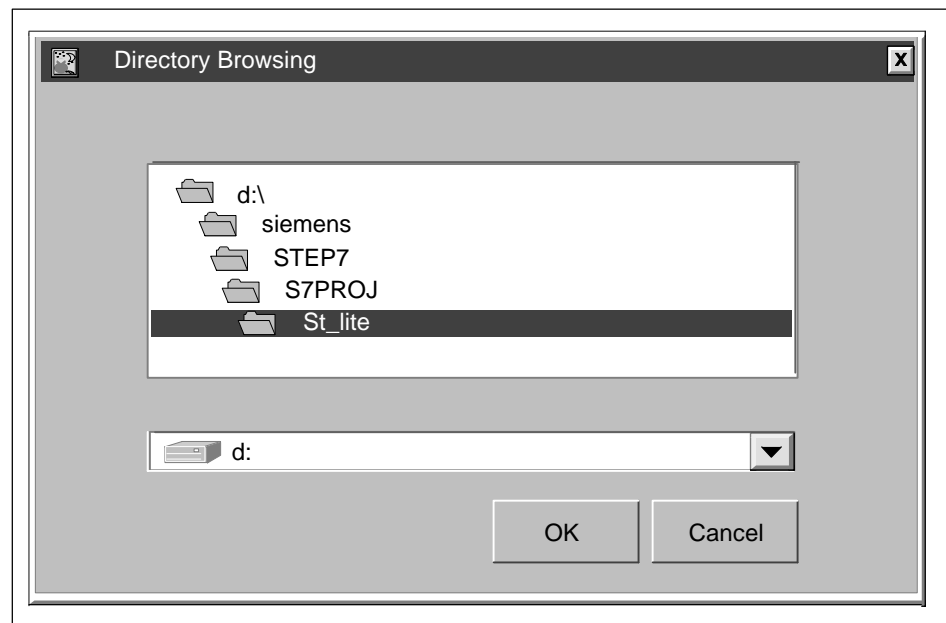 Directory Browsing
X
d:\
siemens
STEP7
S7PROJ
St_lite
d:
OK
Cancel